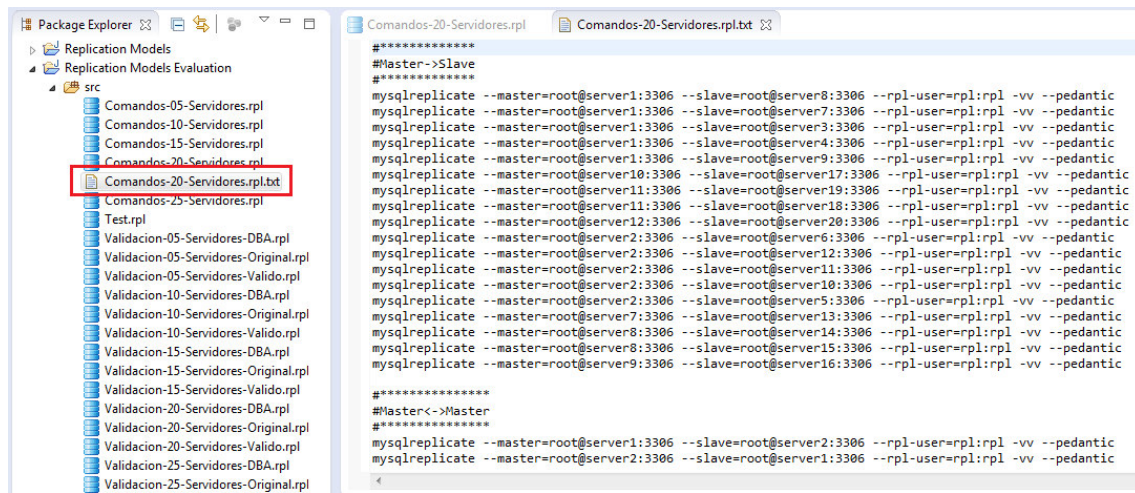 Package Explorer
Replication Models
Replication Models Evaluation
src
Comandos-05-Servidores.rpl
Comandos-10-Servidores.rpl
Comandos-15-Servidores.rpl
Comandos-20-Servidores.rpl
Comandos-20-Servidores.rpl.txt
Comandos-25-Servidores.rpl
Test.rpl
Validacion-05-Servidores-DBA.rpl
Validacion-05-Servidores-Original.rpl
Validacion-05-Servidores-Valido.rpl
Validacion-10-Servidores-DBA.rpl
Validacion-10-Servidores-Original.rpl
Validacion-10-Servidores-Valido.rpl
Validacion-15-Servidores-DBA.rpl
Validacion-15-Servidores-Original.rpl
Validacion-15-Servidores-Valido.rpl
Validacion-20-Servidores-DBA.rpl
Validacion-20-Servidores-Original.rpl
Validacion-20-Servidores-Valido.rpl
Validacion-25-Servidores-DBA.rpl
Validacion-25-Servidores-Original.rpl
Comandos-20-Servidores.rpl
Comandos-20-Servidores.rpl.txt
#*************
#Master->Slave
#*************
mysqlreplicate --master=root@server1:3306 --slave=root@server8:3306 --rpl-user=rpl:rpl -vv --pedantic
mysqlreplicate --master=root@server1:3306 --slave=root@server7:3306 --rpl-user=rpl:rpl -vv --pedantic
mysqlreplicate --master=root@server1:3306 --slave=root@server3:3306 --rpl-user=rpl:rpl -vv --pedantic
mysqlreplicate --master=root@server1:3306 --slave=root@server4:3306 --rpl-user=rpl:rpl -vv --pedantic
mysqlreplicate --master=root@server1:3306 --slave=root@server9:3306 --rpl-user=rpl:rpl -vv --pedantic
mysqlreplicate --master=root@server10:3306 --slave=root@server17:3306 --rpl-user=rpl:rpl -vv --pedantic
mysqlreplicate --master=root@server11:3306 --slave=root@server19:3306 --rpl-user=rpl:rpl -vv --pedantic
mysqlreplicate --master=root@server11:3306 --slave=root@server18:3306 --rpl-user=rpl:rpl -vv --pedantic
mysqlreplicate --master=root@server12:3306 --slave=root@server20:3306 --rpl-user=rpl:rpl -vv --pedantic
mysqlreplicate --master=root@server2:3306 --slave=root@server6:3306 --rpl-user=rpl:rpl -vv --pedantic
mysqlreplicate --master=root@server2:3306 --slave=root@server12:3306 --rpl-user=rpl:rpl -vv --pedantic
mysqlreplicate --master=root@server2:3306 --slave=root@server11:3306 --rpl-user=rpl:rpl -vv --pedantic
mysqlreplicate --master=root@server2:3306 --slave=root@server10:3306 --rpl-user=rpl:rpl -vv --pedantic
mysqlreplicate --master=root@server2:3306 --slave=root@server5:3306 --rpl-user=rpl:rpl -vv --pedantic
mysqlreplicate --master=root@server7:3306 --slave=root@server13:3306 --rpl-user=rpl:rpl -vv --pedantic
mysqlreplicate --master=root@server8:3306 --slave=root@server14:3306 --rpl-user=rpl:rpl -vv --pedantic
mysqlreplicate --master=root@server8:3306 --slave=root@server15:3306 --rpl-user=rpl:rpl -vv --pedantic
mysqlreplicate --master=root@server9:3306 --slave=root@server16:3306 --rpl-user=rpl:rpl -vv --pedantic
#***************
#Master<->Master
#***************
mysqlreplicate --master=root@server1:3306 --slave=root@server2:3306 --rpl-user=rpl:rpl -vv --pedantic
mysqlreplicate --master=root@server2:3306 --slave=root@server1:3306 --rpl-user=rpl:rpl -vv --pedantic